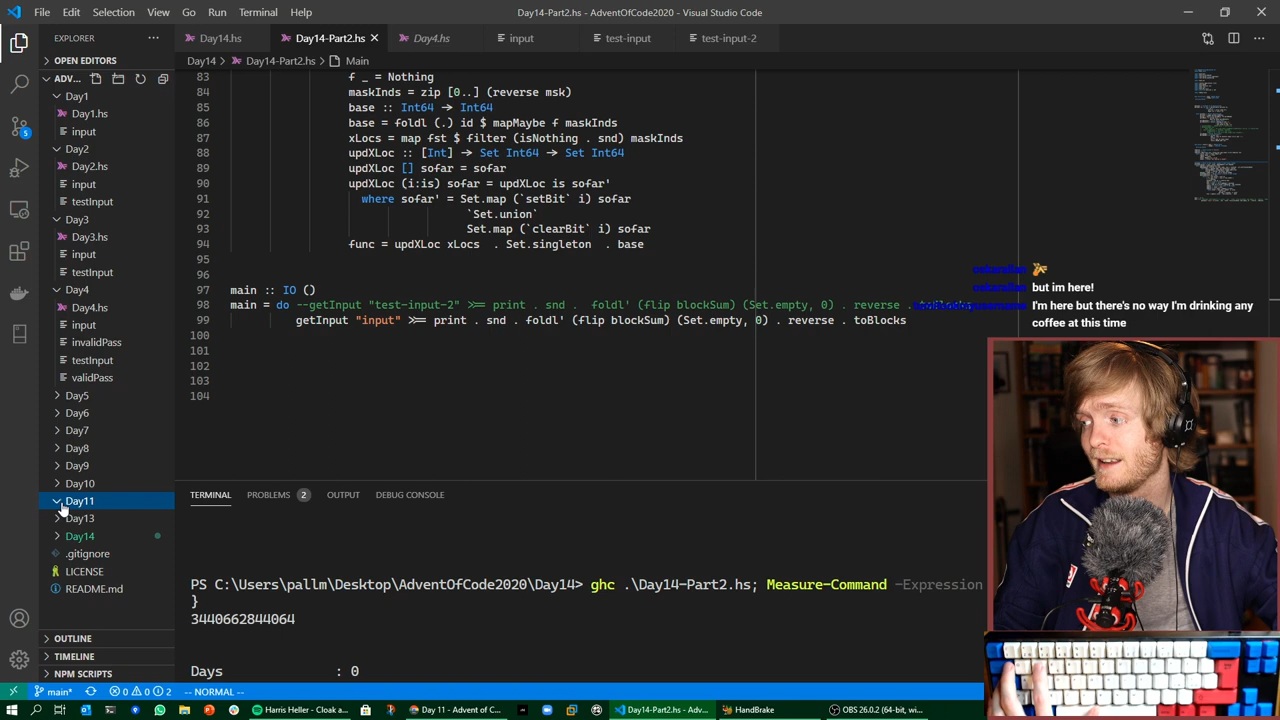 File Edit Selection View Go Run Terminal Help
Day14-Part2.hs - AdventOfCode2020 - Visual Studio Code
EXPLORER ···
Day14.hs
Day14-Part2.hs
Day4.hs
input
test-input
test-input-2
OPEN EDITORS
Day14 > Day14-Part2.hs > Main
ADV...
Day1
Day1.hs
input
Day2
Day2.hs
input
testInput
Day3
Day3.hs
input
testInput
Day4
Day4.hs
input
invalidPass
testInput
validPass
Day5
Day6
Day7
Day8
Day9
Day10
Day11
Day13
Day14
.gitignore
LICENSE
README.md
OUTLINE
TIMELINE
NPM SCRIPTS
5
83 f _ = Nothing
84 maskInds = zip [0..] (reverse msk)
85 base :: Int64 → Int64
86 base = foldl (.) id $ mapMaybe f maskInds
87 xLocs = map fst $ filter (isNothing . snd) maskInds
88 updXLoc :: [Int] → Set Int64 → Set Int64
89 updXLoc [] sofar = sofar
90 updXLoc (i:is) sofar = updXLoc is sofar'
91 where sofar' = Set.map (`setBit` i) sofar
92 `Set.union`
93 Set.map (`clearBit` i) sofar
94 func = updXLoc xLocs . Set.singleton . base
95
96
97 main :: IO ()
98 main = do --getInput "test-input-2" >>= print . snd . foldl' (flip blockSum) (Set.empty, 0) . reverse .
99 getInput "input" >>= print . snd . foldl' (flip blockSum) (Set.empty, 0) . reverse . toBlocks
100
101
102
103
104
but im here!
I'm here but there's no way I'm drinking any
coffee at this time
TERMINAL PROBLEMS 2 OUTPUT DEBUG CONSOLE
PS C:\Users\pallm\Desktop\AdventOfCode2020\Day14> ghc .\Day14-Part2.hs; Measure-Command -Expression
}
3440662844064
Days : 0
main* 0 0 2 -- NORMAL --
Harris Heller - Cloak a...
Day 11 - Advent of C...
Day14-Part2.hs - Adv...
HandBrake
OBS 26.0.2 (64-bit, wi...